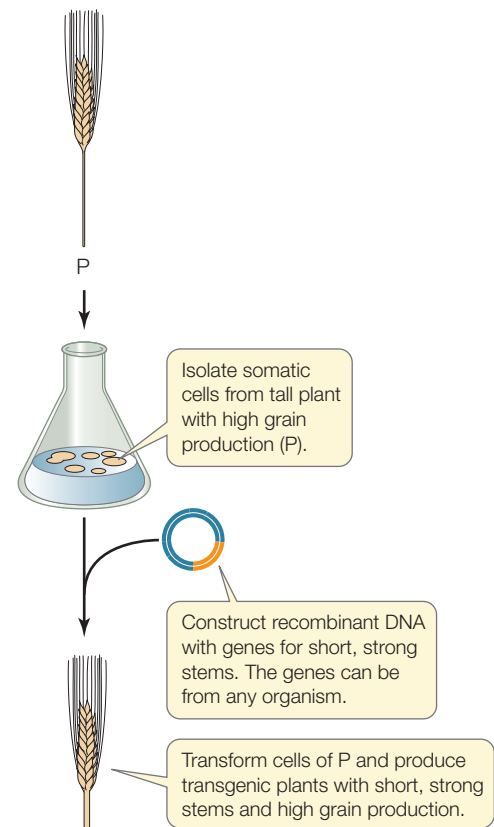 P
Isolate somatic
cells from tall plant
with high grain
production (P).
Construct recombinant DNA
with genes for short, strong
stems. The genes can be
from any organism.
Transform cells of P and produce
transgenic plants with short, strong
stems and high grain production.